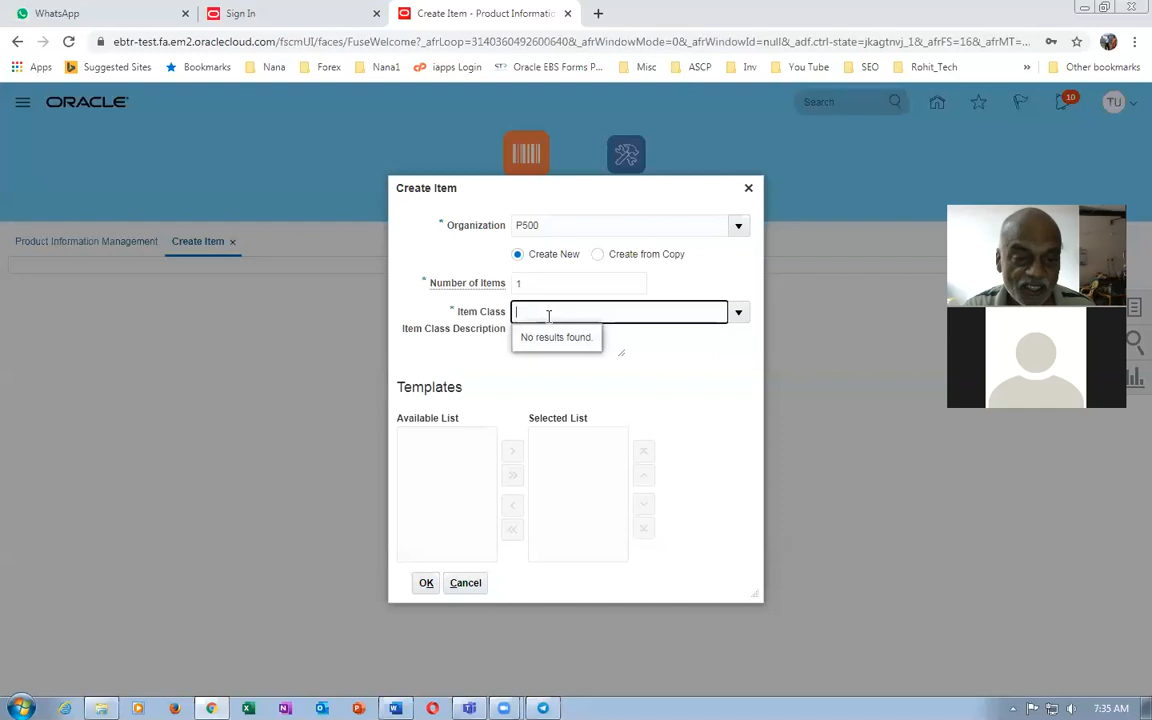 WhatsApp
Sign In
Create Item - Product Informatic
ebtr-test.fa.em2.oraclecloud.com/fscmUI/faces/FuseWelcome?_afrLoop=3140360492600640&_afrWindowMode=0&_afrWindowId=null&_adf.ctrl-state=jkagtnvj_1&_afrFS=16&_afrMT=...
Apps
Suggested Sites
Bookmarks
Nana
Forex
Nana1
iapps Login
Oracle EBS Forms P...
Misc
ASCP
Inv
You Tube
SEO
Rohit_Tech
Other bookmarks
ORACLE
Search
10
TU
Product Information Management
Create Item
Create Item
* Organization P500
Create New Create from Copy
* Number of Items 1
* Item Class
Item Class Description
No results found.
Templates
Available List Selected List
OK Cancel
7:35 AM